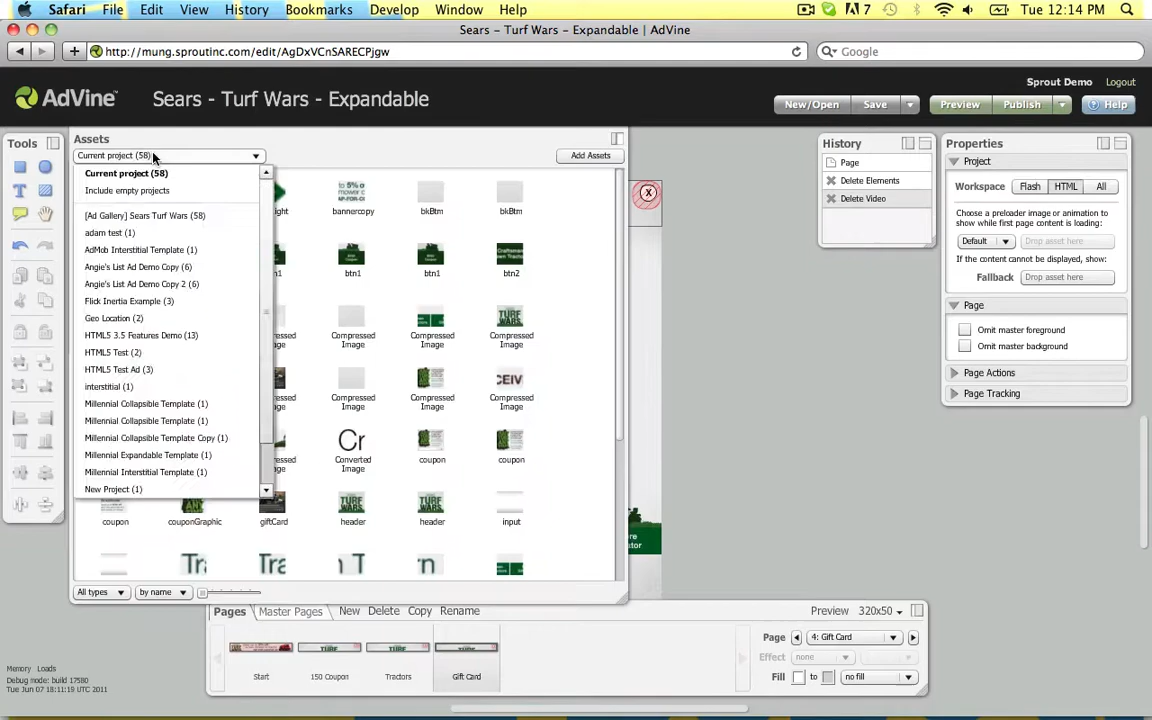 Safari File Edit View History Bookmarks Develop Window Help
7 Tue 12:14 PM
Sears - Turf Wars - Expandable | AdVine
http://mung.sproutinc.com/edit/AgDxVCnSARECPjgw
Google
Sprout Demo Logout
AdVine™ Sears - Turf Wars - Expandable
New/Open Save Preview Publish Help
Tools
Assets
Current project (58)
Add Assets
Current project (58)
Include empty projects
[Ad Gallery] Sears Turf Wars (58)
adam test (1)
AdMob Interstitial Template (1)
Angie's List Ad Demo Copy (6)
Angie's List Ad Demo Copy 2 (6)
Flick Inertia Example (3)
Geo Location (2)
HTML5 3.5 Features Demo (13)
HTML5 Test (2)
HTML5 Test Ad (3)
interstitial (1)
Millennial Collapsible Template (1)
Millennial Collapsible Template (1)
Millennial Collapsible Template Copy (1)
Millennial Expandable Template (1)
Millennial Interstitial Template (1)
New Project (1)
bannercopy bkBtm bkBtm
btn1 btn1 btn1 btn2
Compressed Image Compressed Image Compressed Image
TURF WARS
Compressed Image Compressed Image Compressed Image
CEIV
Cr
Converted Image coupon coupon
coupon couponGraphic giftCard header header input
Tra Tra n T rn
All types by name
X
History
Page
Delete Elements
Delete Video
Properties
Project
Workspace Flash HTML All
Choose a preloader image or animation to
show while first page content is loading:
Default Drop asset here
If the content cannot be displayed, show:
Fallback Drop asset here
Page
Omit master foreground
Omit master background
Page Actions
Page Tracking
Pages Master Pages New Delete Copy Rename
Preview 320x50
Start 150 Coupon Tractors Gift Card
Page 4: Gift Card
Effect none
Fill to no fill
Memory Loads
Debug mode: build 17580
Tue Jun 07 18:11:19 UTC 2011